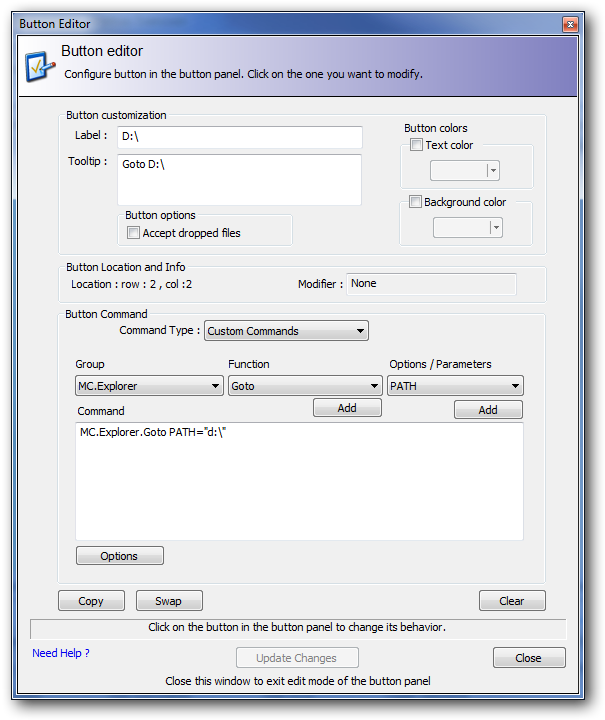 Button Editor
Button editor
Configure button in the button panel. Click on the one you want to modify.
Button customization
Label :
D:\
Tooltip :
Goto D:\
Button colors
Text color
Background color
Button options
Accept dropped files
Button Location and Info
Location : row : 2 , col :2
Modifier :
None
Button Command
Command Type :
Custom Commands
Group
Function
Options / Parameters
MC.Explorer
Goto
PATH
Command
Add
Add
MC.Explorer.Goto PATH="d:\"
Options
Copy
Swap
Clear
Click on the button in the button panel to change its behavior.
Need Help ?
Update Changes
Close
Close this window to exit edit mode of the button panel